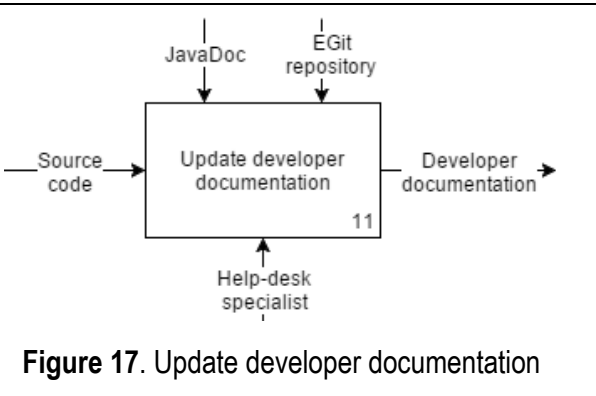 JavaDoc
EGit
repository
Source
code
Update developer
documentation
11
Developer
documentation
Help-desk
specialist
Figure 17. Update developer documentation